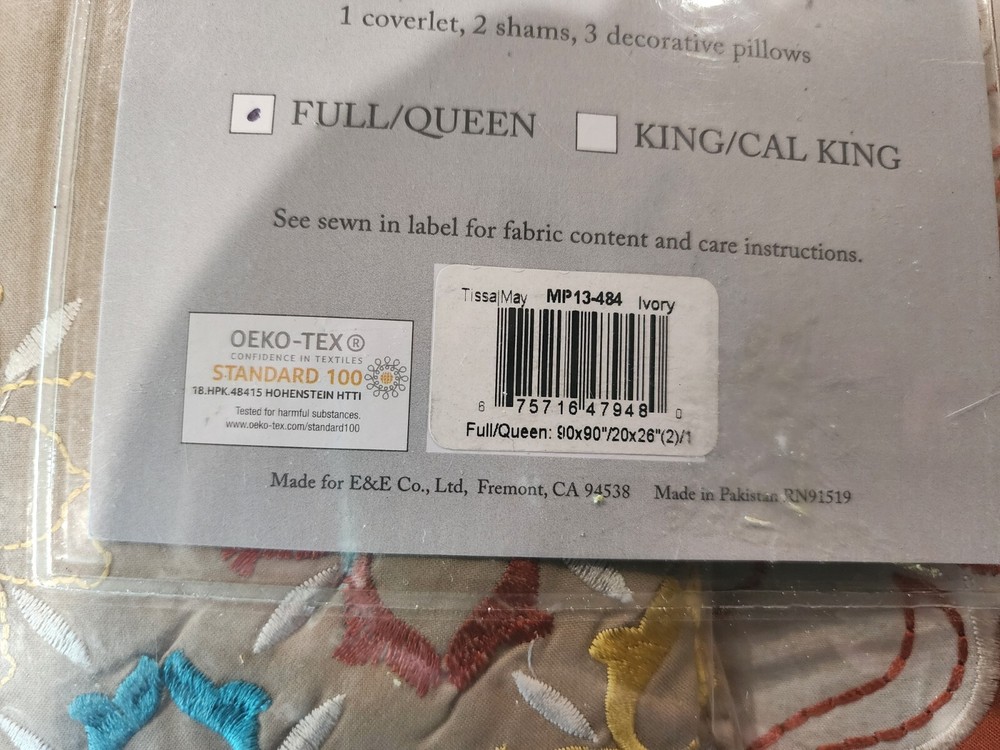 1 coverlet, 2 shams, 3 decorative pillows
FULL/QUEEN KING/CAL KING
See sewn in label for fabric content and care instructions.
Tissa|May MP13-484 Ivory
6 75716 47948 0
Full/Queen: 90x90"/20x26"(2)/1
OEKO-TEX®
CONFIDENCE IN TEXTILES
STANDARD 100
18.HPK.48415 HOHENSTEIN HTTI
Tested for harmful substances.
www.oeko-tex.com/standard100
Made for E&E Co., Ltd, Fremont, CA 94538 Made in Pakistan RN91519